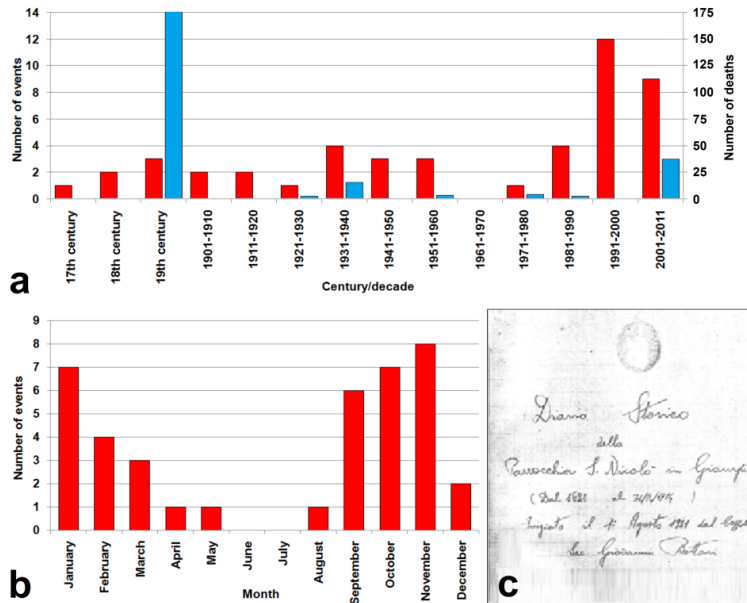 14
12
10
8
6
4
2
0
Number of events
175
150
125
100
75
50
25
0
Number of deaths
17th century
18th century
19th century
1901-1910
1911-1920
1921-1930
1931-1940
1941-1950
1951-1960
1961-1970
1971-1980
1981-1990
1991-2000
2001-2011
Century/decade
a
9
8
7
6
5
4
3
2
1
0
Number of events
January
February
March
April
May
June
July
August
September
October
November
December
Month
b
Diario Storico
della
Parrocchia S. Nicolò in
(Dal al )
il 1° Agosto 1921 dal
Sac. Giovanni
c